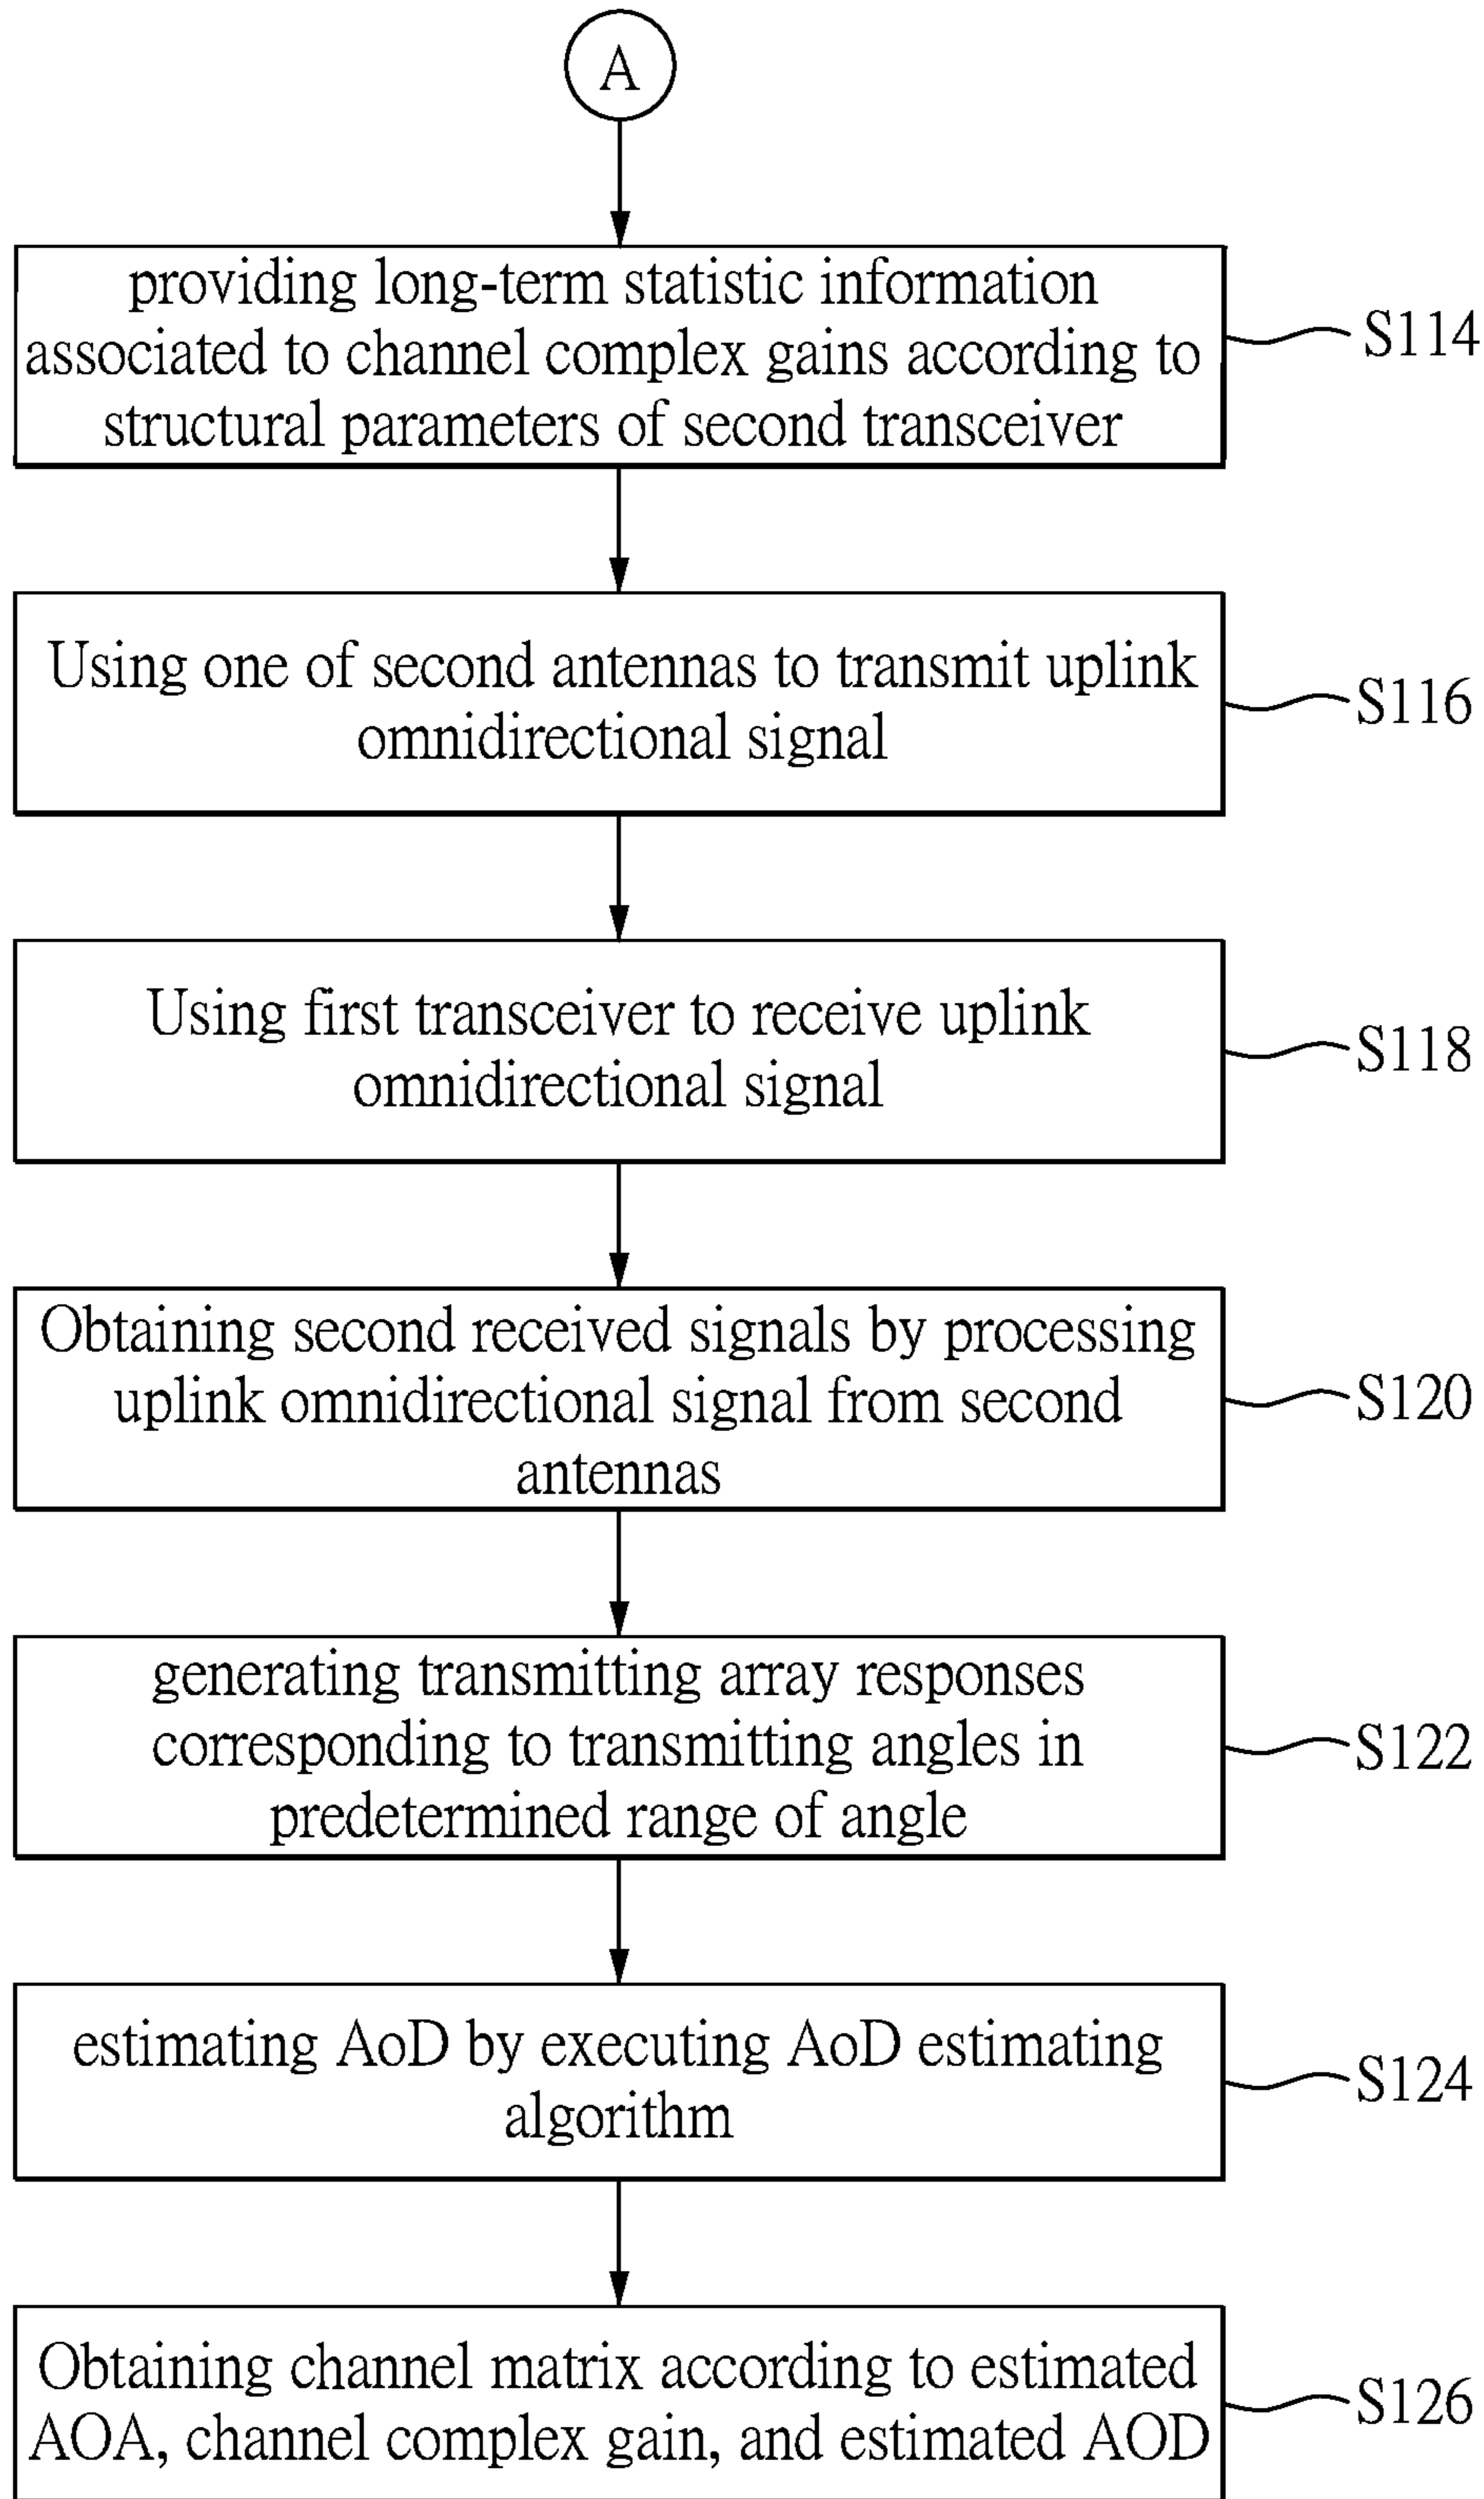 A
providing long-term statistic information
associated to channel complex gains according to
structural parameters of second transceiver
S114
Using one of second antennas to transmit uplink
omnidirectional signal
S116
Using first transceiver to receive uplink
omnidirectional signal
S118
Obtaining second received signals by processing
uplink omnidirectional signal from second
antennas
S120
generating transmitting array responses
corresponding to transmitting angles in
predetermined range of angle
S122
estimating AoD by executing AoD estimating
algorithm
S124
Obtaining channel matrix according to estimated
AOA, channel complex gain, and estimated AOD
S126